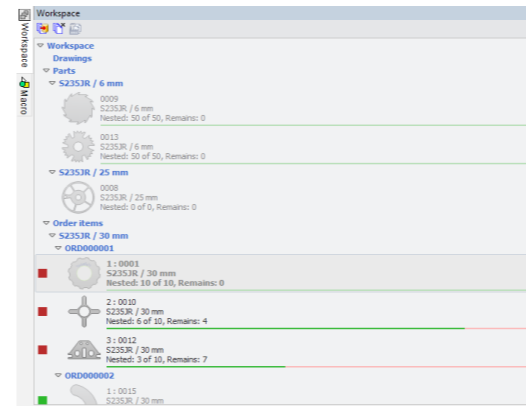 Workspace
Workspace
Macro
Workspace
Drawings
Parts
S235JR / 6 mm
0009
S235JR / 6 mm
Nested: 50 of 50, Remains: 0
0013
S235JR / 6 mm
Nested: 50 of 50, Remains: 0
S235JR / 25 mm
0008
S235JR / 25 mm
Nested: 0 of 0, Remains: 0
Order items
S235JR / 30 mm
ORD000001
1 : 0001
S235JR / 30 mm
Nested: 10 of 10, Remains: 0
2 : 0010
S235JR / 30 mm
Nested: 6 of 10, Remains: 4
3 : 0012
S235JR / 30 mm
Nested: 3 of 10, Remains: 7
ORD000002
1 : 0015
S235JR / 30 mm